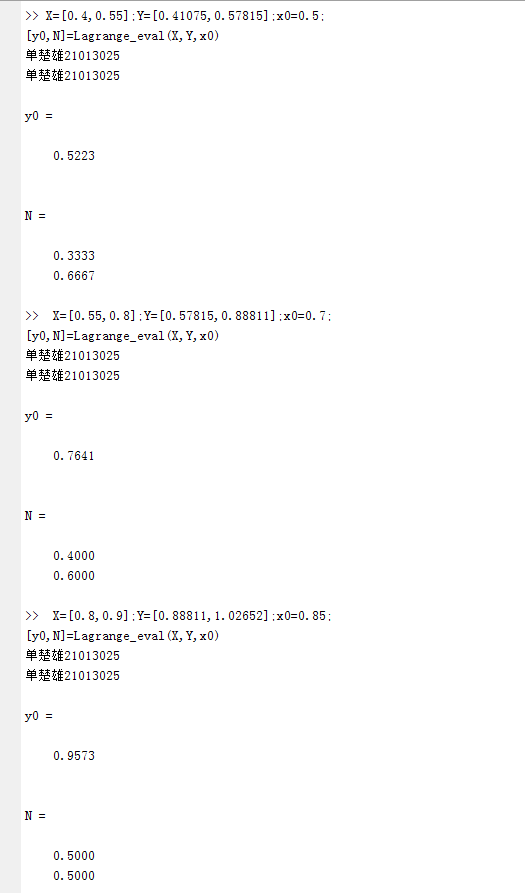 >> X=[0.4,0.55];Y=[0.41075,0.57815];x0=0.5;
[y0,N]=Lagrange_eval(X,Y,x0)
单楚雄21013025
单楚雄21013025
y0 =
0.5223
N =
0.3333
0.6667
>> X=[0.55,0.8];Y=[0.57815,0.88811];x0=0.7;
[y0,N]=Lagrange_eval(X,Y,x0)
单楚雄21013025
单楚雄21013025
y0 =
0.7641
N =
0.4000
0.6000
>> X=[0.8,0.9];Y=[0.88811,1.02652];x0=0.85;
[y0,N]=Lagrange_eval(X,Y,x0)
单楚雄21013025
单楚雄21013025
y0 =
0.9573
N =
0.5000
0.5000